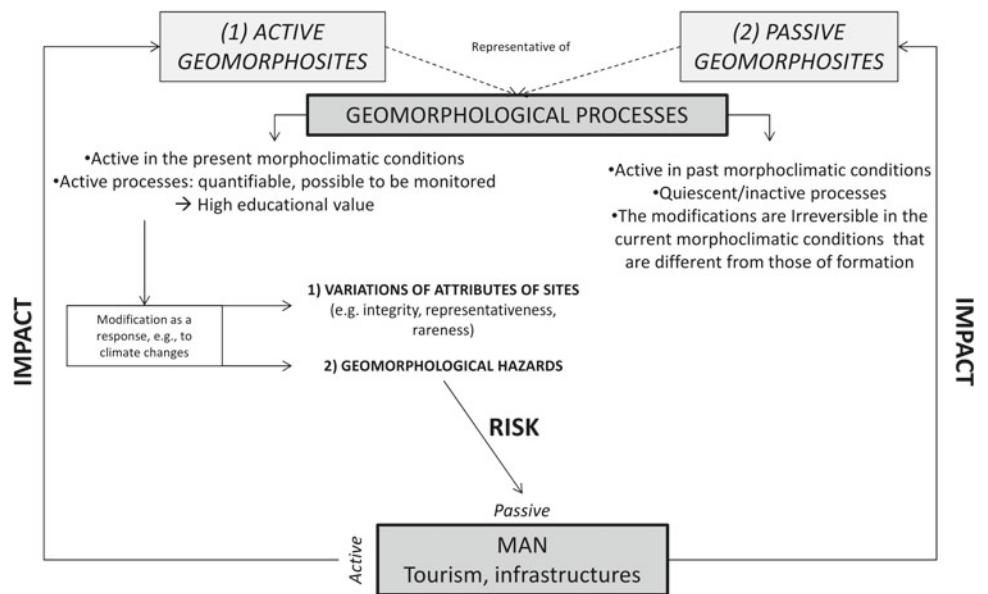 (1) ACTIVE
GEOMORPHOSITES
Representative of
(2) PASSIVE
GEOMORPHOSITES
GEOMORPHOLOGICAL PROCESSES
•Active in the present morphoclimatic conditions
•Active processes: quantifiable, possible to be monitored
→ High educational value
•Active in past morphoclimatic conditions
•Quiescent/inactive processes
•The modifications are Irreversible in the
current morphoclimatic conditions that
are different from those of formation
IMPACT
Modification as a
response, e.g., to
climate changes
1) VARIATIONS OF ATTRIBUTES OF SITES
(e.g. integrity, representativeness,
rareness)
2) GEOMORPHOLOGICAL HAZARDS
IMPACT
RISK
Passive
Active
MAN
Tourism, infrastructures